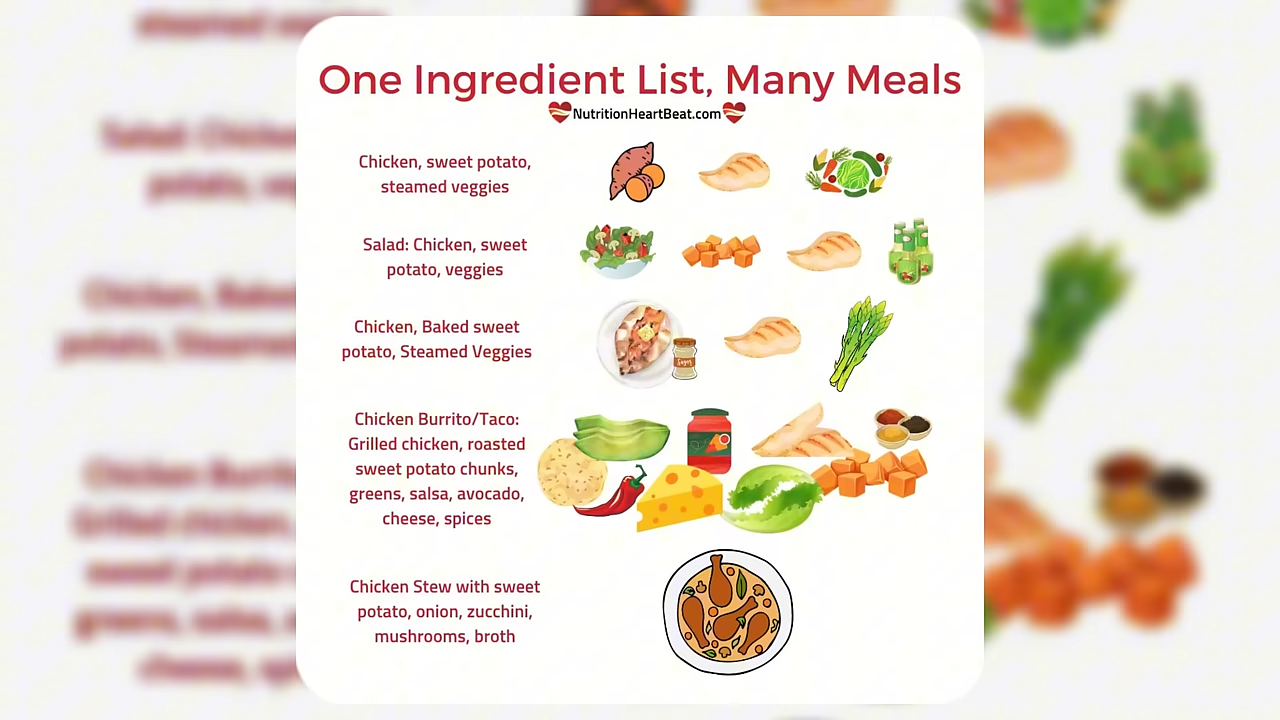 One Ingredient List, Many Meals
NutritionHeartBeat.com
Chicken, sweet potato,
steamed veggies
Salad: Chicken, sweet
potato, veggies
Chicken, Baked sweet
potato, Steamed Veggies
Sugar
Chicken Burrito/Taco:
Grilled chicken, roasted
sweet potato chunks,
greens, salsa, avocado,
cheese, spices
Chicken Stew with sweet
potato, onion, zucchini,
mushrooms, broth